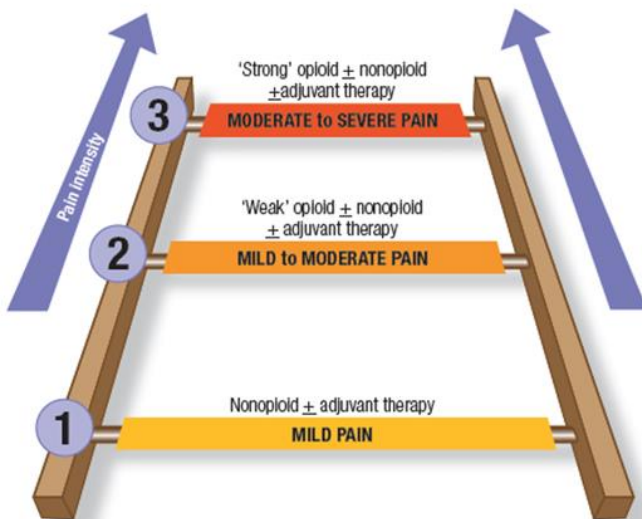 'Strong' opioid ± nonopioid
±adjuvant therapy
3
MODERATE to SEVERE PAIN
Pain intensity
'Weak' opioid ± nonopioid
± adjuvant therapy
2
MILD to MODERATE PAIN
Nonopioid ± adjuvant therapy
1
MILD PAIN